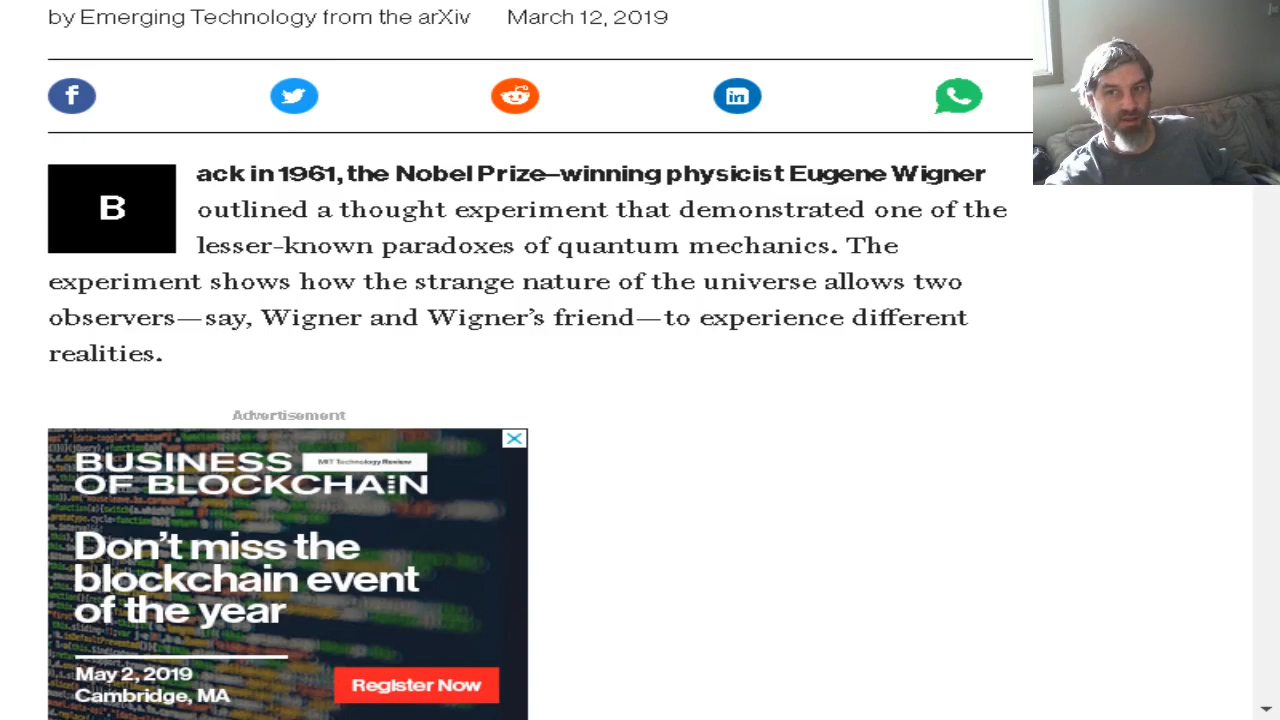 by Emerging Technology from the arXiv March 12, 2019
f
in
Back in 1961, the Nobel Prize–winning physicist Eugene Wigner
outlined a thought experiment that demonstrated one of the
lesser-known paradoxes of quantum mechanics. The
experiment shows how the strange nature of the universe allows two
observers—say, Wigner and Wigner’s friend—to experience different
realities.
Advertisement
BUSINESS MIT Technology Review
OF BLOCKCHAIN
Don’t miss the
blockchain event
of the year
May 2, 2019
Cambridge, MA
Register Now